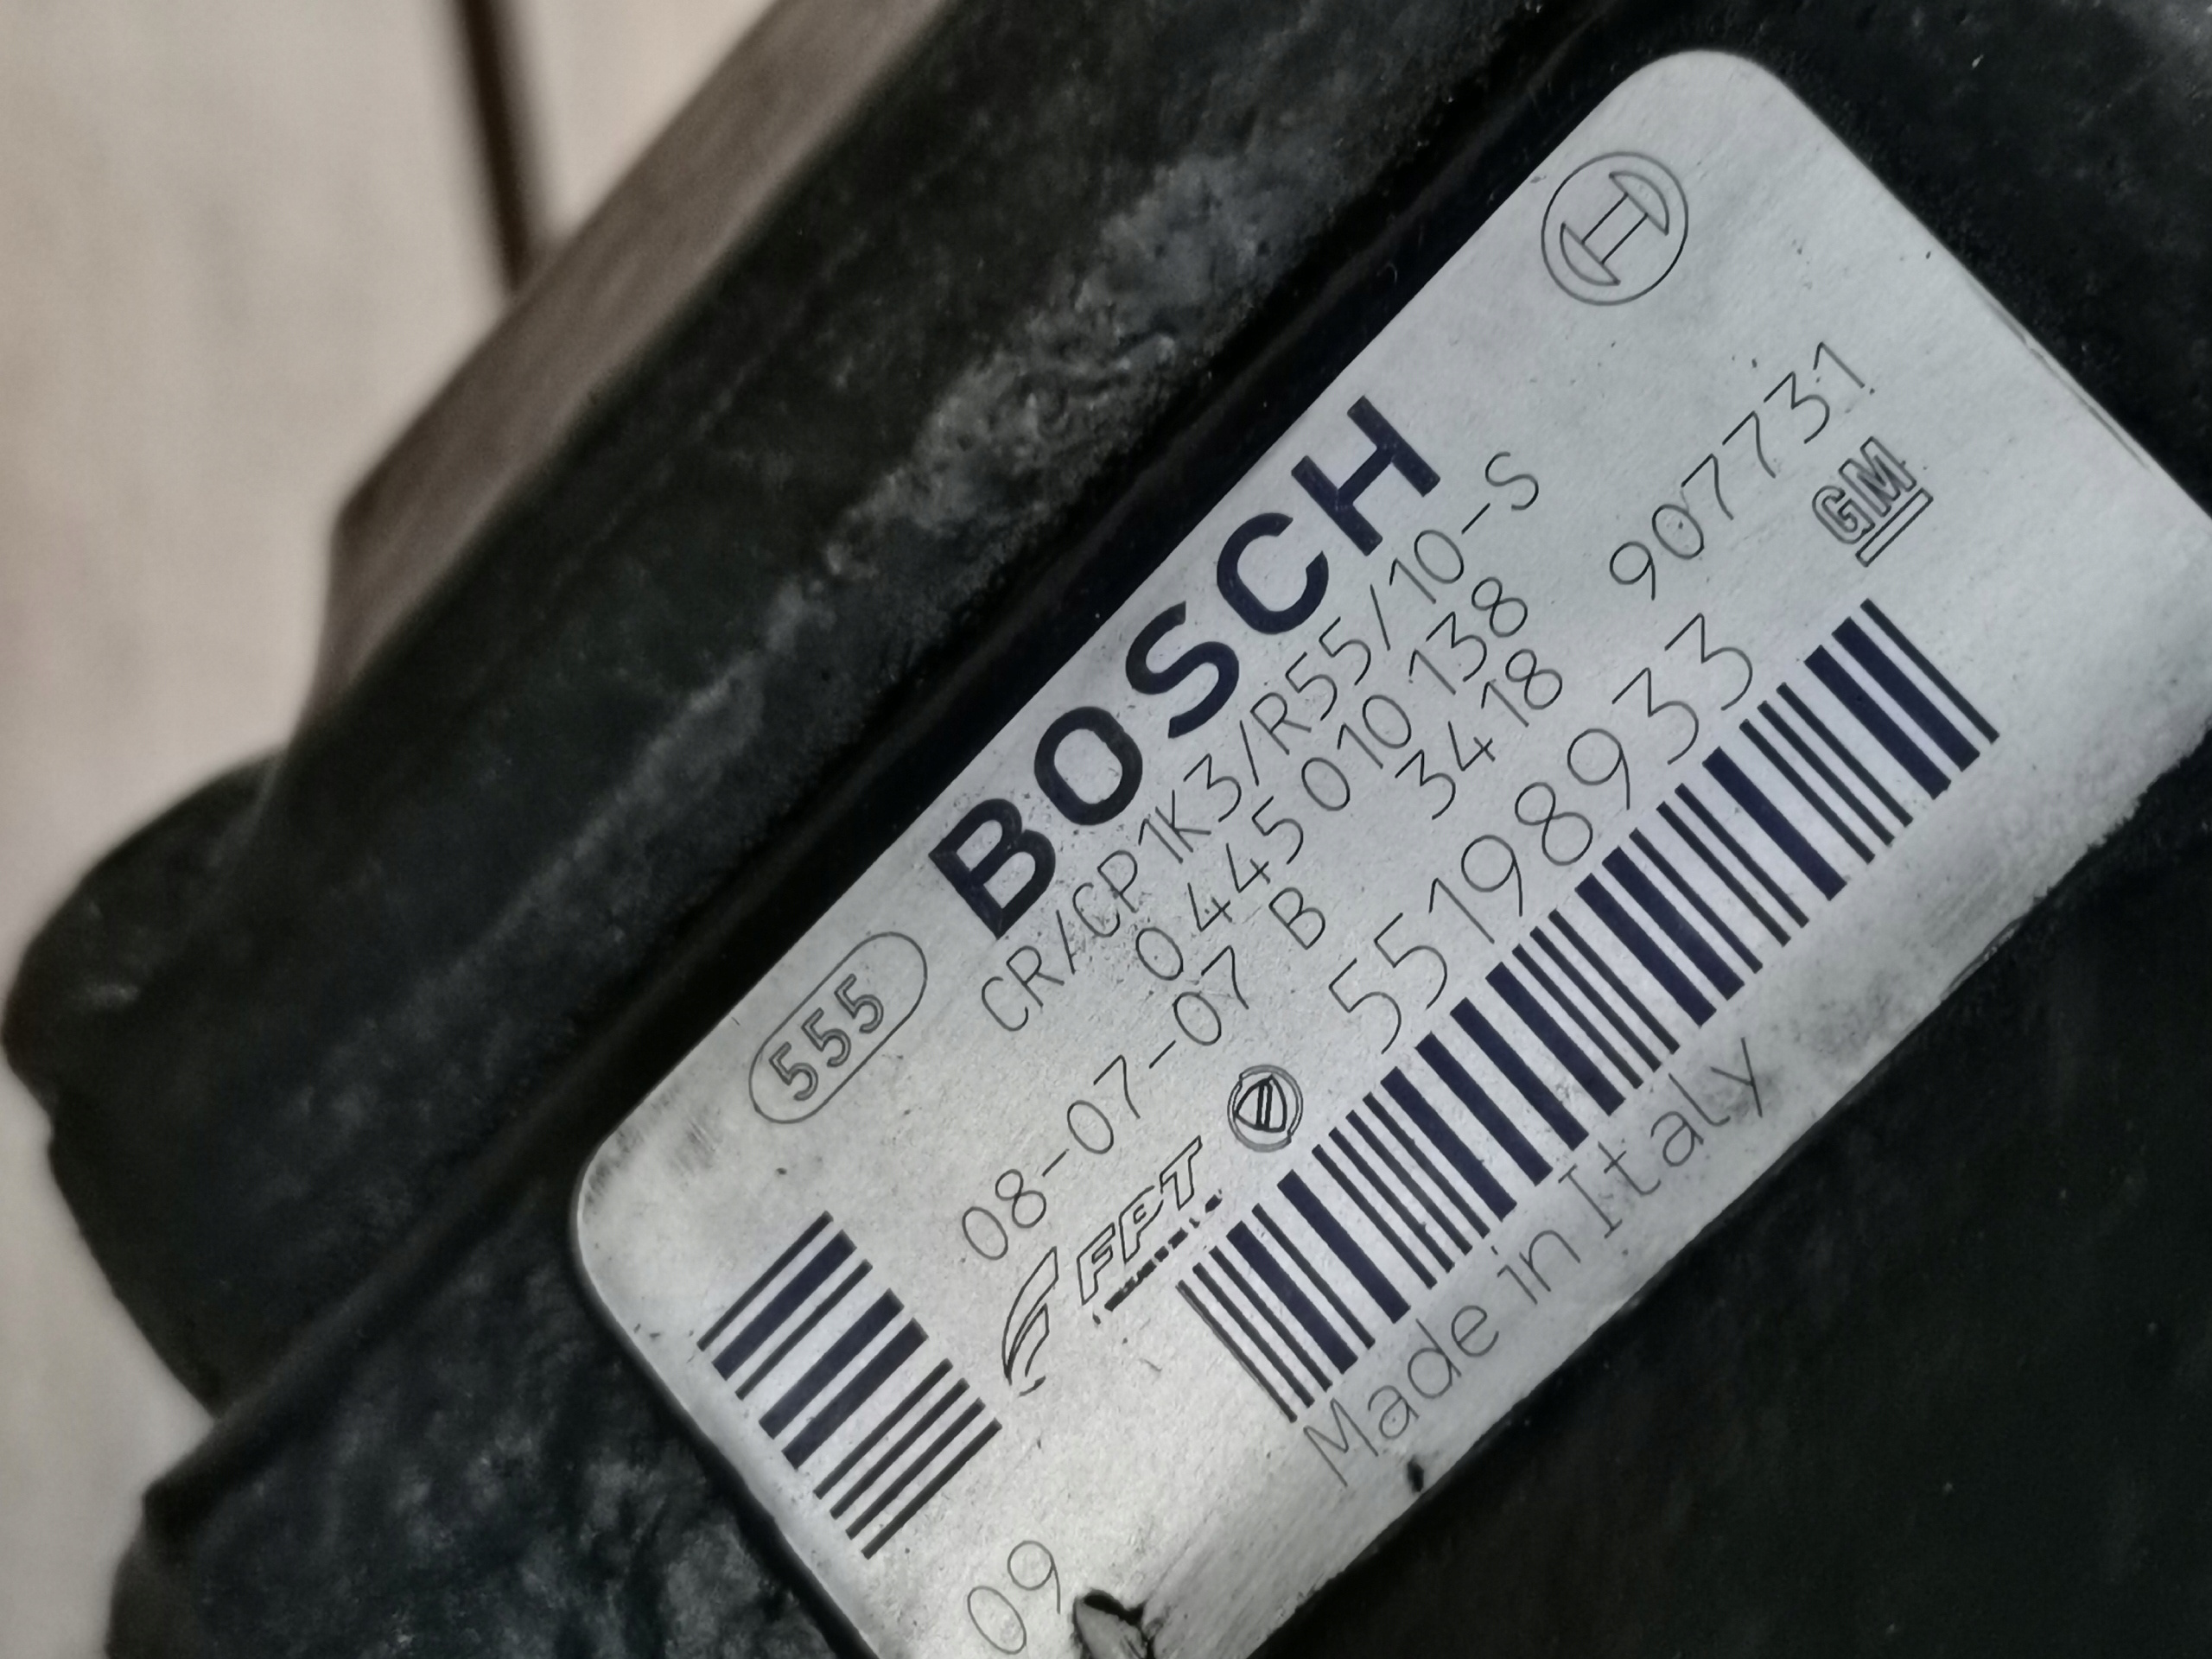 BOSCH
555
CR/CP1K3/R55/10-S
0 445 010 138
08-07-07 B 3418 907731
FPT 55198933 GM
Made in Italy
09